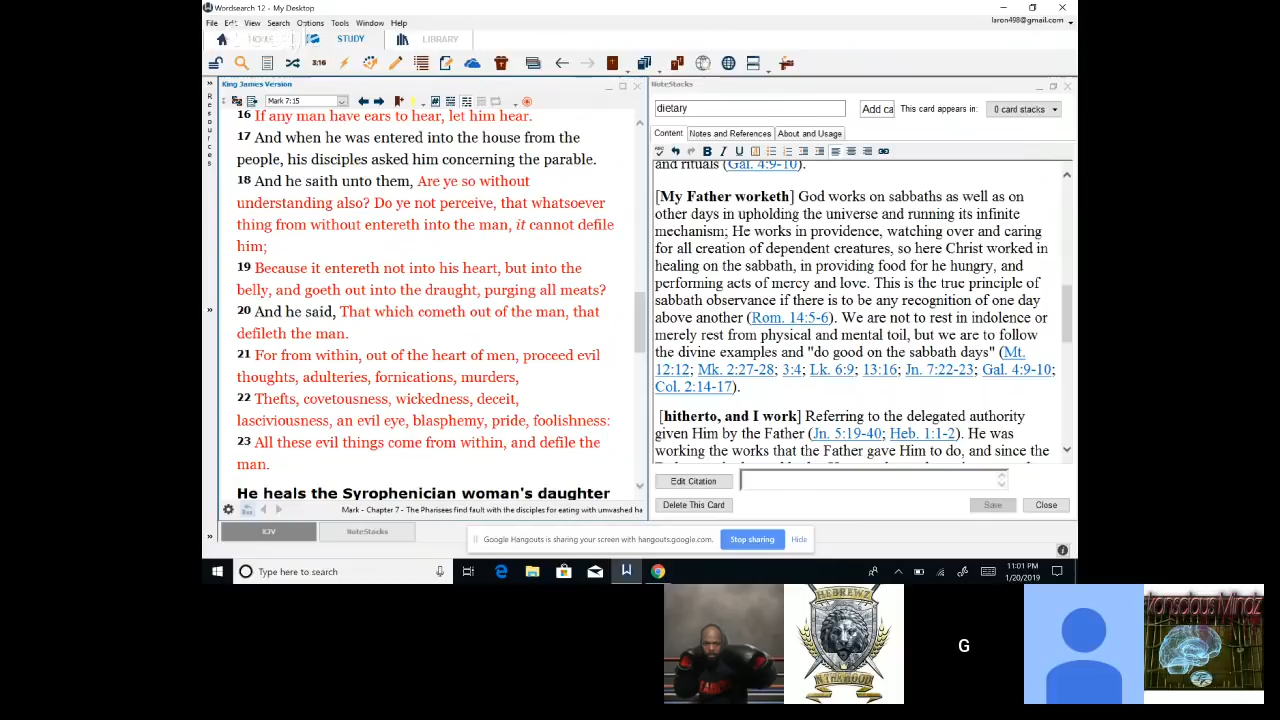 Wordsearch 12 - My Desktop
laron498@gmail.com
File Edit View Search Options Tools Window Help
STUDY LIBRARY
3:16
King James Version
Mark 7:15
Resources
16 If any man have ears to hear, let him hear.
17 And when he was entered into the house from the
people, his disciples asked him concerning the parable.
18 And he saith unto them, Are ye so without
understanding also? Do ye not perceive, that whatsoever
thing from without entereth into the man, it cannot defile
him;
19 Because it entereth not into his heart, but into the
belly, and goeth out into the draught, purging all meats?
20 And he said, That which cometh out of the man, that
defileth the man.
21 For from within, out of the heart of men, proceed evil
thoughts, adulteries, fornications, murders,
22 Thefts, covetousness, wickedness, deceit,
lasciviousness, an evil eye, blasphemy, pride, foolishness:
23 All these evil things come from within, and defile the
man.
He heals the Syrophenician woman's daughter
Mark - Chapter 7 - The Pharisees find fault with the disciples for eating with unwashed ha
NoteStacks
dietary
Add ca
This card appears in:
0 card stacks
Content Notes and References About and Usage
B I U
and rituals (Gal. 4:9-10).
[My Father worketh] God works on sabbaths as well as on
other days in upholding the universe and running its infinite
mechanism; He works in providence, watching over and caring
for all creation of dependent creatures, so here Christ worked in
healing on the sabbath, in providing food for he hungry, and
performing acts of mercy and love. This is the true principle of
sabbath observance if there is to be any recognition of one day
above another (Rom. 14:5-6). We are not to rest in indolence or
merely rest from physical and mental toil, but we are to follow
the divine examples and "do good on the sabbath days" (Mt.
12:12; Mk. 2:27-28; 3:4; Lk. 6:9; 13:16; Jn. 7:22-23; Gal. 4:9-10;
Col. 2:14-17).
[hitherto, and I work] Referring to the delegated authority
given Him by the Father (Jn. 5:19-40; Heb. 1:1-2). He was
working the works that the Father gave Him to do, and since the
Edit Citation
Delete This Card
Save
Close
KJV
NoteStacks
Google Hangouts is sharing your screen with hangouts.google.com.
Stop sharing
Hide
Type here to search
11:01 PM
1/20/2019
HEBREWZ
N THA HOOD
G
Konscious Mindz